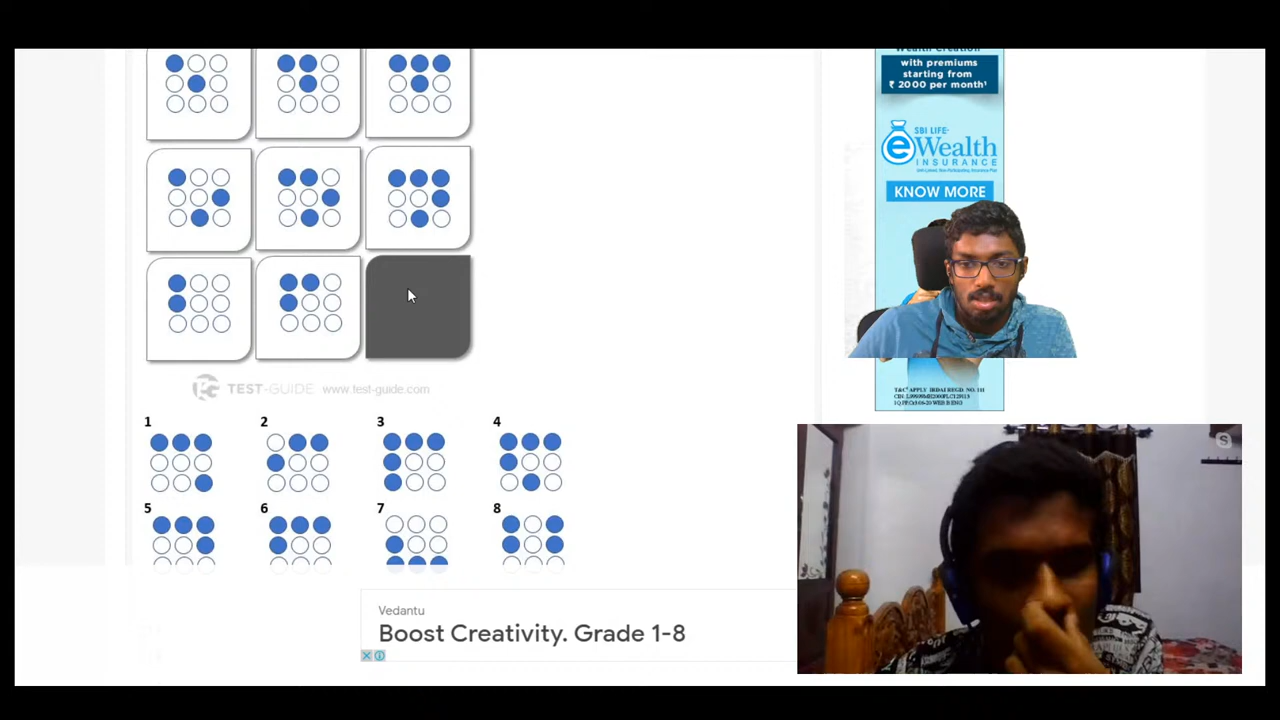 with premiums
starting from
₹ 2000 per month¹
SBI LIFE
eWealth
INSURANCE
KNOW MORE
TEST-GUIDE www.test-guide.com
1 2 3 4
5 6 7 8
Vedantu
Boost Creativity. Grade 1-8